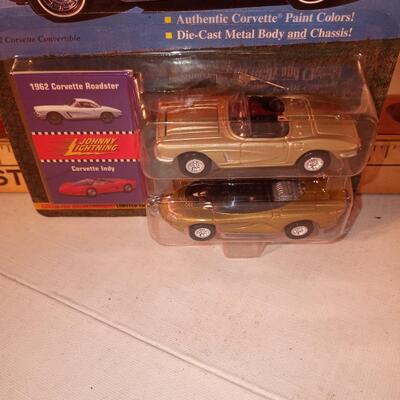 Authentic Corvette® Paint Colors!
Die-Cast Metal Body and Chassis!
Corvette Convertible
1962 Corvette Roadster
JOHNNY
LIGHTNING
Corvette Indy
ST